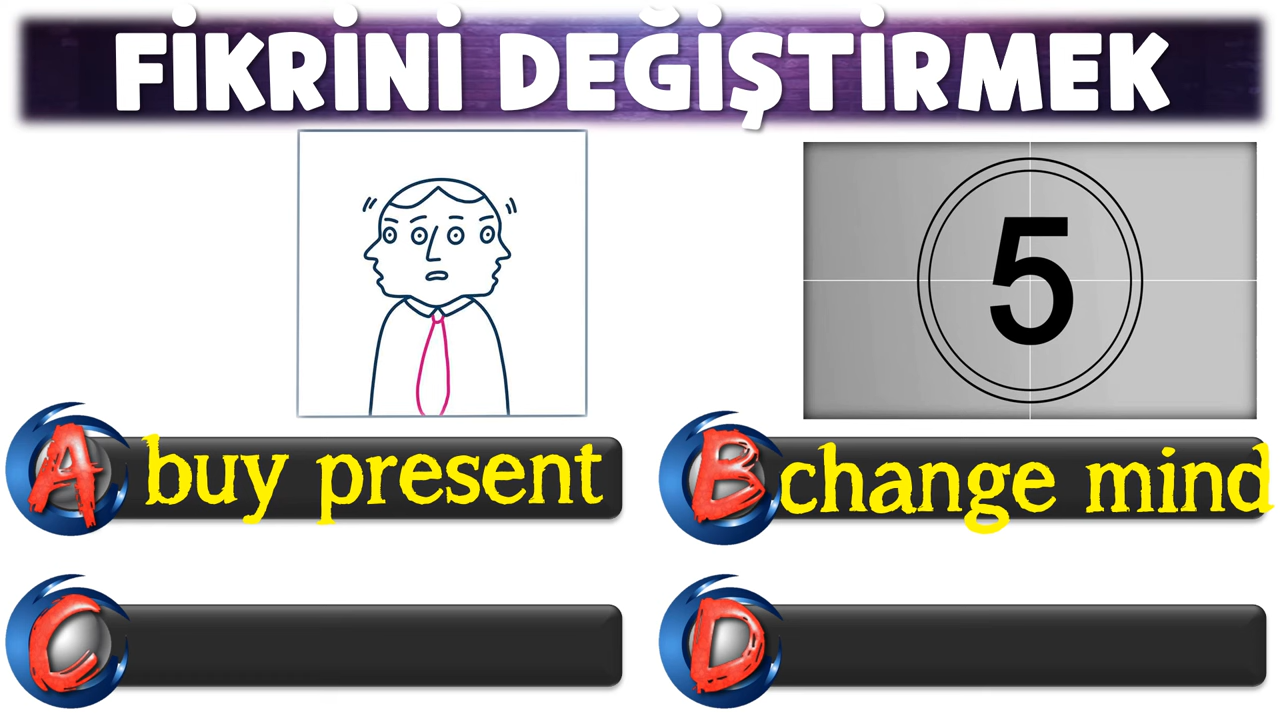 FİKRİNİ DEĞİŞTİRMEK
5
A buy present
B change mind
C
D